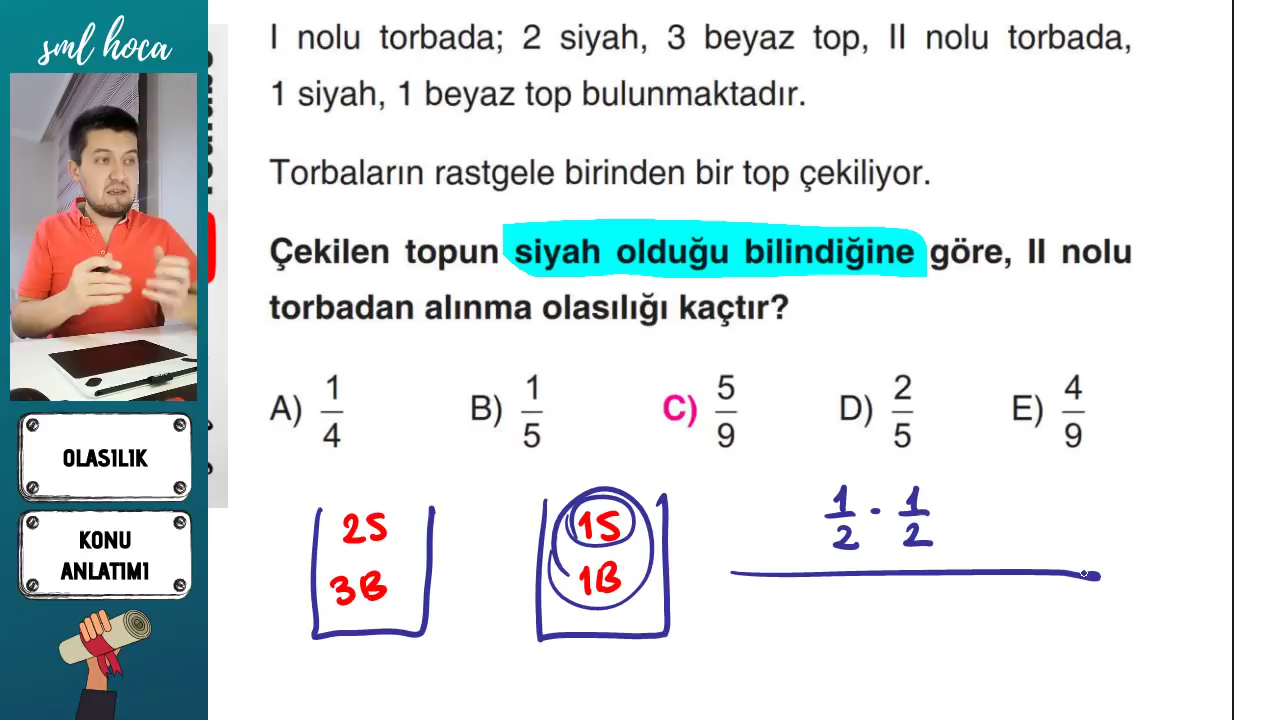 sml hoca
I nolu torbada; 2 siyah, 3 beyaz top, II nolu torbada,
1 siyah, 1 beyaz top bulunmaktadır.
Torbaların rastgele birinden bir top çekiliyor.
Çekilen topun siyah olduğu bilindiğine göre, II nolu
torbadan alınma olasılığı kaçtır?
A) 1/4 B) 1/5 C) 5/9 D) 2/5 E) 4/9
OLASILIK
KONU
ANLATIMI
2S
3B
1S
1B
1/2 · 1/2